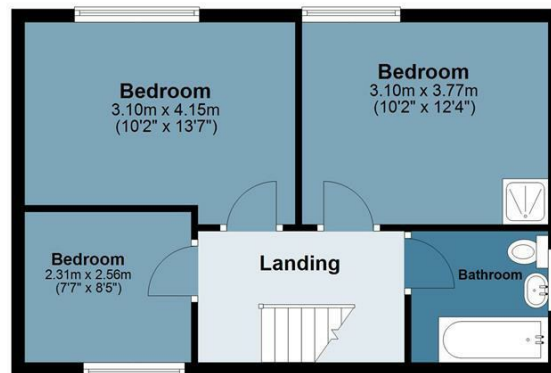 Bedroom
3.10m x 4.15m
(10'2" x 13'7")
Bedroom
3.10m x 3.77m
(10'2" x 12'4")
Bedroom
2.31m x 2.56m
(7'7" x 8'5")
Landing
Bathroom